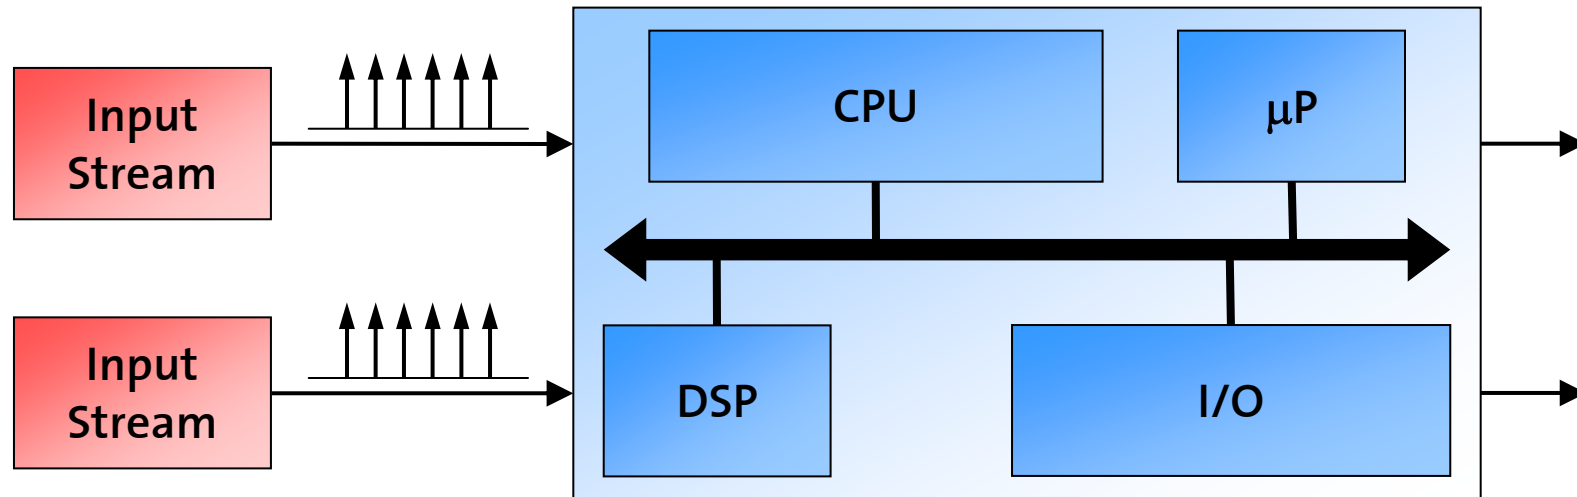 Input
Stream
CPU
μP
Input
Stream
DSP
I/O